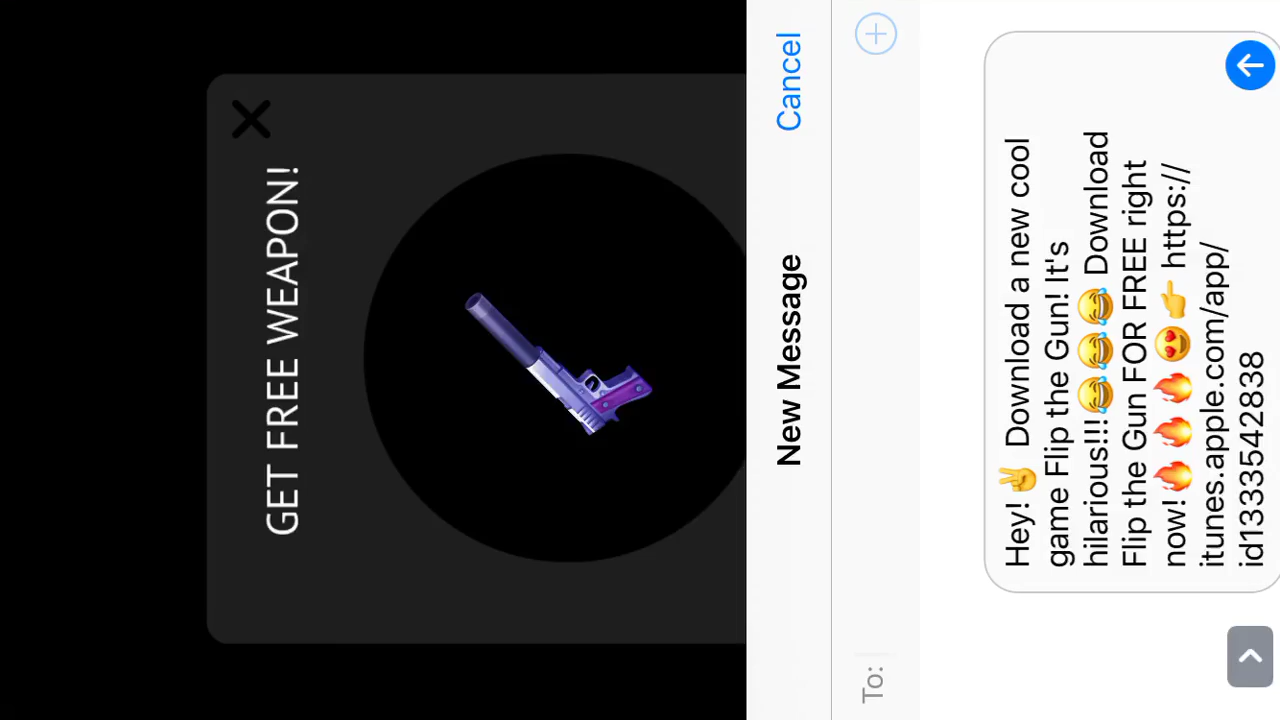 GET FREE WEAPON!
Cancel
New Message
To:
Hey! ✌️ Download a new cool
game Flip the Gun! It's
hilarious!!!😂😂😂 Download
Flip the Gun FOR FREE right
now!🔥🔥🔥😍👉 https://
itunes.apple.com/app/
id1333542838